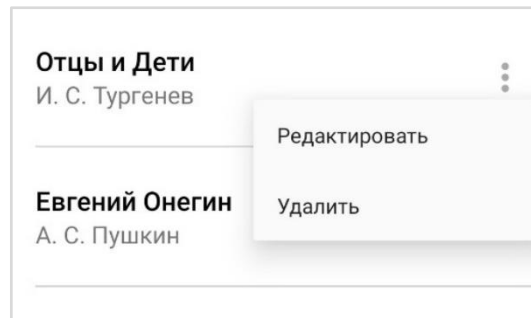 Отцы и Дети
И. С. Тургенев
Редактировать
Евгений Онегин
Удалить
А. С. Пушкин